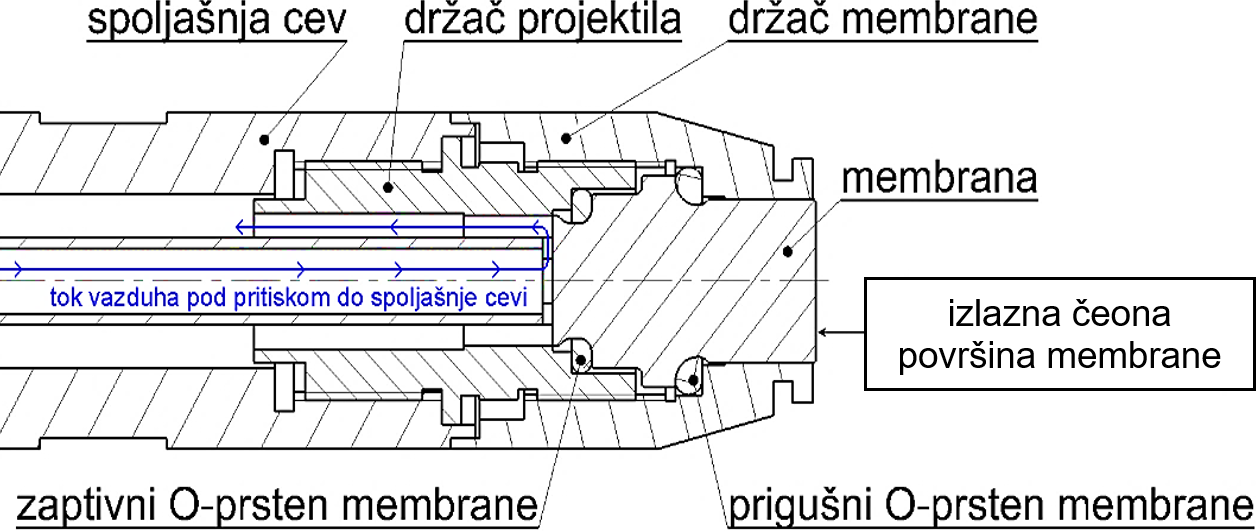 spoljašnja cev
držač projektila
držač membrane
membrana
tok vazduha pod pritiskom do spoljašnje cevi
izlazna čeona
površina membrane
zaptivni O-prsten membrane
prigušni O-prsten membrane